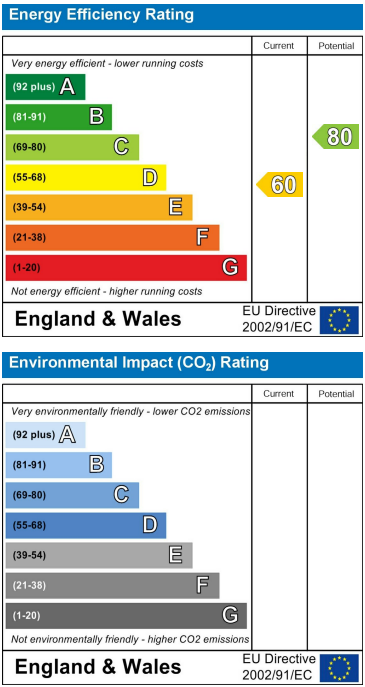 Energy Efficiency Rating
Current Potential
Very energy efficient - lower running costs
(92 plus) A
(81-91) B
(69-80) C
(55-68) D
(39-54) E
(21-38) F
(1-20) G
60
80
Not energy efficient - higher running costs
England & Wales
EU Directive
2002/91/EC
Environmental Impact (CO₂) Rating
Current Potential
Very environmentally friendly - lower CO2 emissions
(92 plus) A
(81-91) B
(69-80) C
(55-68) D
(39-54) E
(21-38) F
(1-20) G
Not environmentally friendly - higher CO2 emissions
England & Wales
EU Directive
2002/91/EC